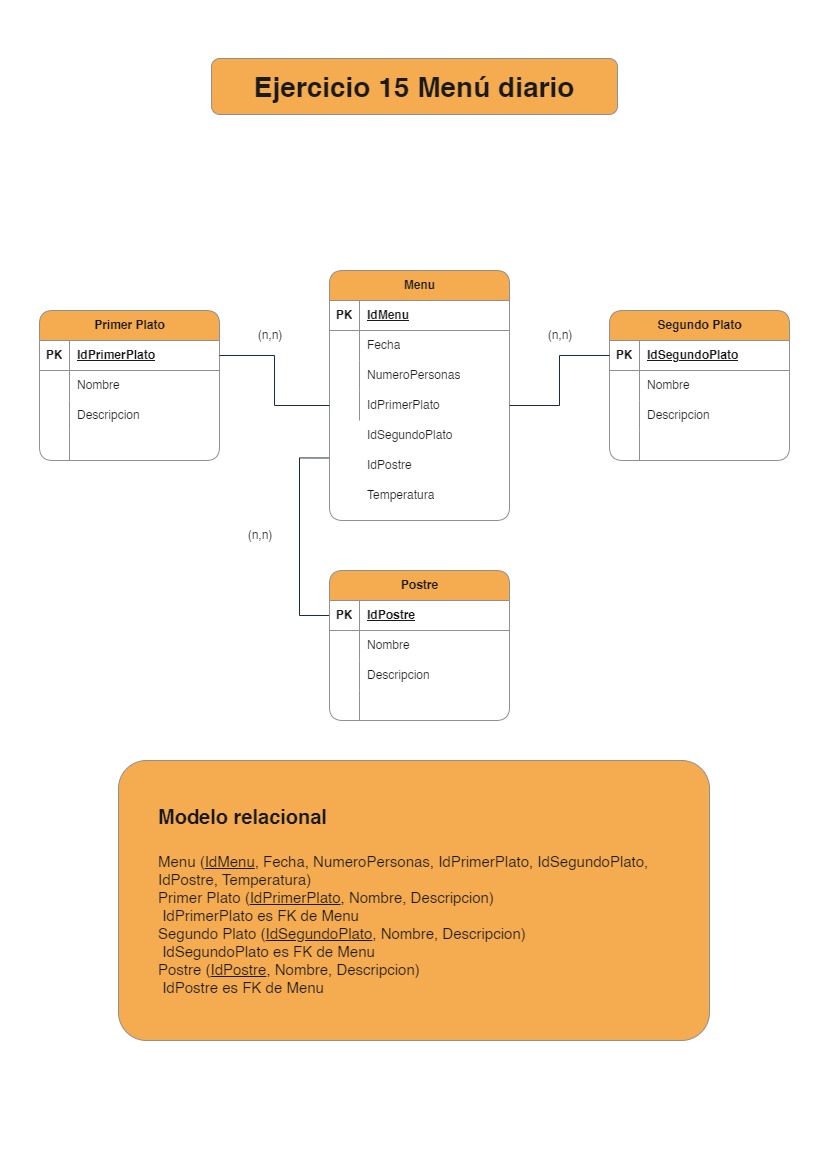 Ejercicio 15 Menú diario
Menu
PK IdMenu
Fecha
NumeroPersonas
IdPrimerPlato
IdSegundoPlato
IdPostre
Temperatura
Primer Plato
PK IdPrimerPlato
Nombre
Descripcion
(n,n)
Segundo Plato
PK IdSegundoPlato
Nombre
Descripcion
(n,n)
(n,n)
Postre
PK IdPostre
Nombre
Descripcion
Modelo relacional
Menu (IdMenu, Fecha, NumeroPersonas, IdPrimerPlato, IdSegundoPlato,
IdPostre, Temperatura)
Primer Plato (IdPrimerPlato, Nombre, Descripcion)
IdPrimerPlato es FK de Menu
Segundo Plato (IdSegundoPlato, Nombre, Descripcion)
IdSegundoPlato es FK de Menu
Postre (IdPostre, Nombre, Descripcion)
IdPostre es FK de Menu